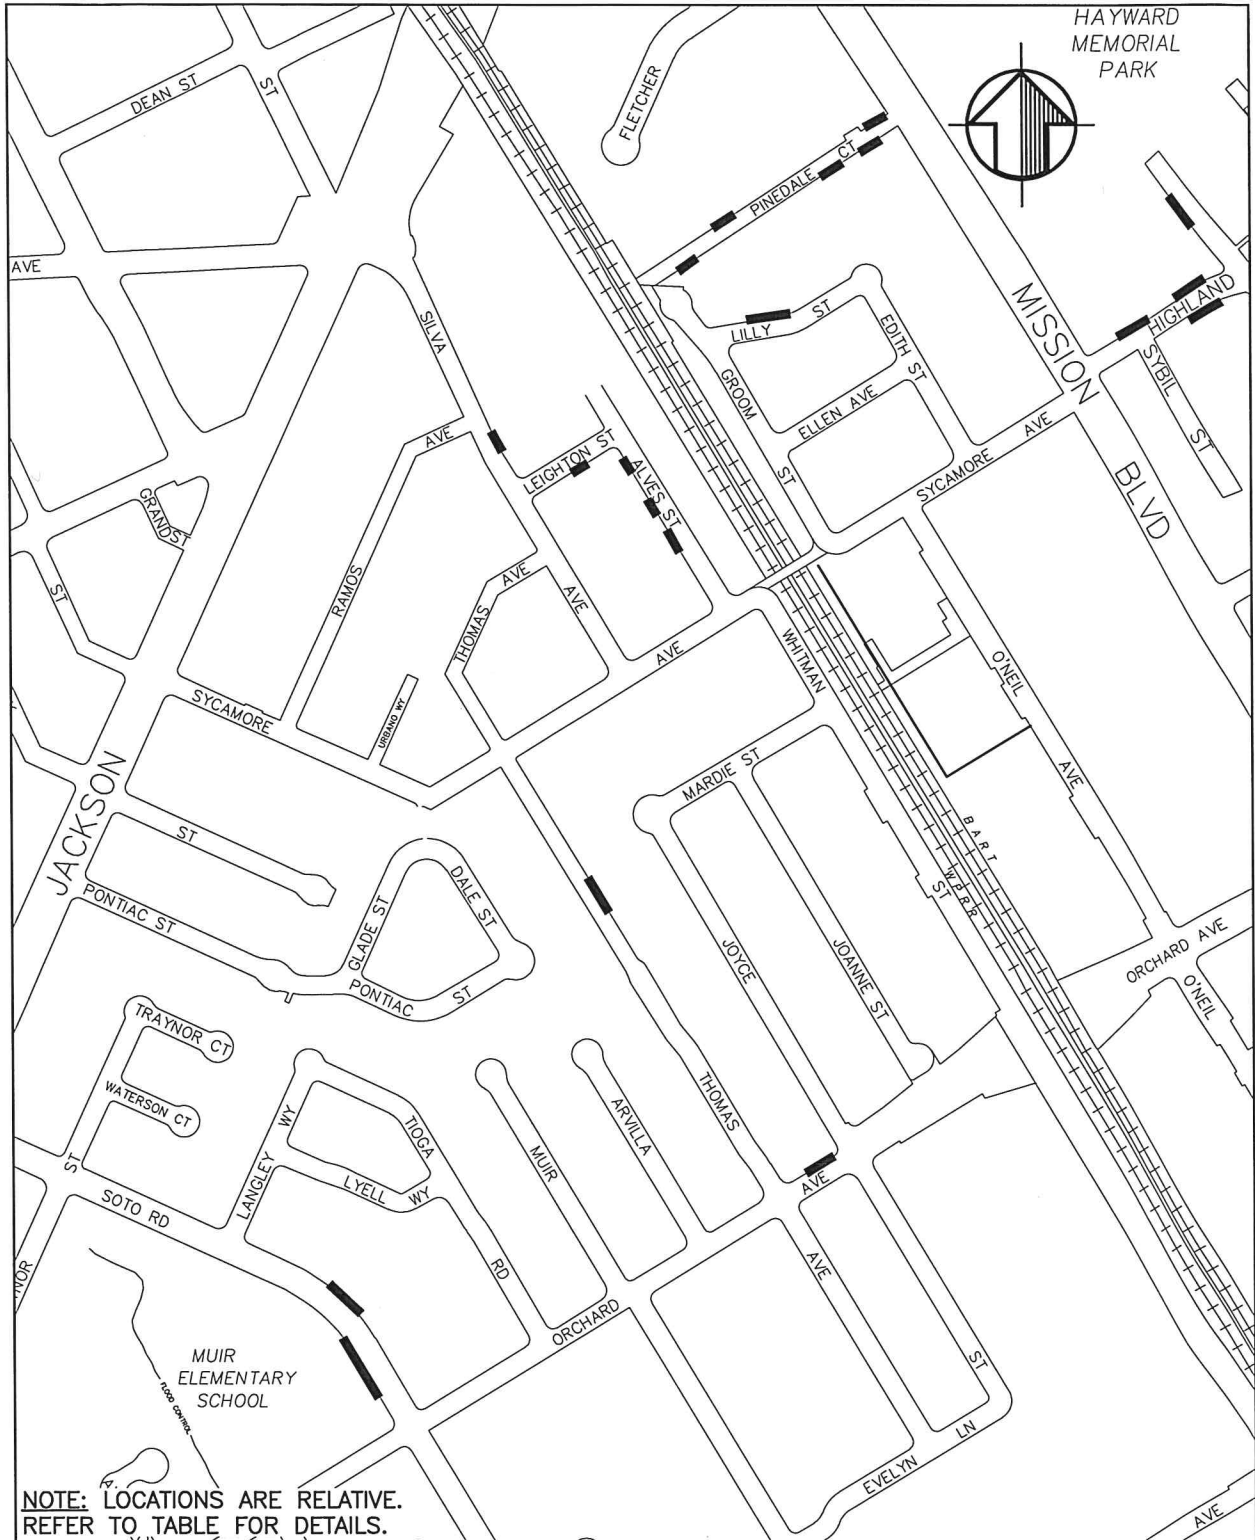 HAYWARD
MEMORIAL
PARK
DEAN ST
ST
FLETCHER
PINEDALE CT
AVE
SILVA
LILLY ST
EDITH ST
MISSION
BLVD
HIGHLAND
SYBIL ST
GROOM ST
ELLEN AVE
SYCAMORE AVE
AVE
LEIGHTON ST
ALVES ST
GRAND ST
ST
RAMOS
THOMAS AVE
AVE
AVE
WHITMAN
O'NEIL
AVE
SYCAMORE
URBANO WY
MARDIE ST
JACKSON
ST
BART
WPRR
ST
PONTIAC ST
GLADE ST
DALE ST
PONTIAC ST
JOYCE
JOANNE ST
ORCHARD AVE
O'NEIL
TRAYNOR CT
WATERSON CT
LANGLEY WY
TIOGA
LYELL WY
MUIR
ARVILLA
THOMAS
AVE
ST
SOTO RD
NOR
RD
AVE
ORCHARD
MUIR
ELEMENTARY
SCHOOL
FLOOD CONTROL
ST
EVELYN LN
AVE
NOTE: LOCATIONS ARE RELATIVE.
REFER TO TABLE FOR DETAILS.